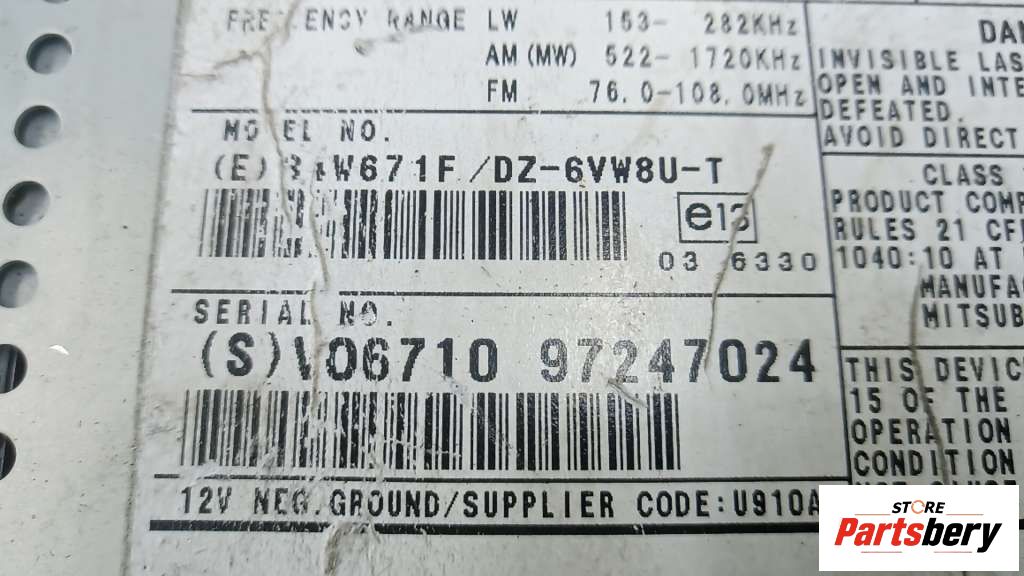 FREQUENCY RANGE LW 153- 282KHz
AM (MW) 522- 1720KHz
FM 76.0-108.0MHz
MODEL NO.
/DZ-6VW8U-T
e13
03 6330
SERIAL NO.
06710 97247024
12V NEG.GROUND/SUPPLIER CODE:U910A
DAN
INVISIBLE LAS
OPEN AND INTE
DEFEATED.
AVOID DIRECT
CLASS
PRODUCT COMP
RULES 21 CF
1040:10 AT
MANUFA
MITSUB
THIS DEVIC
15 OF THE
OPERATION
CONDITION
STORE
Partsbery